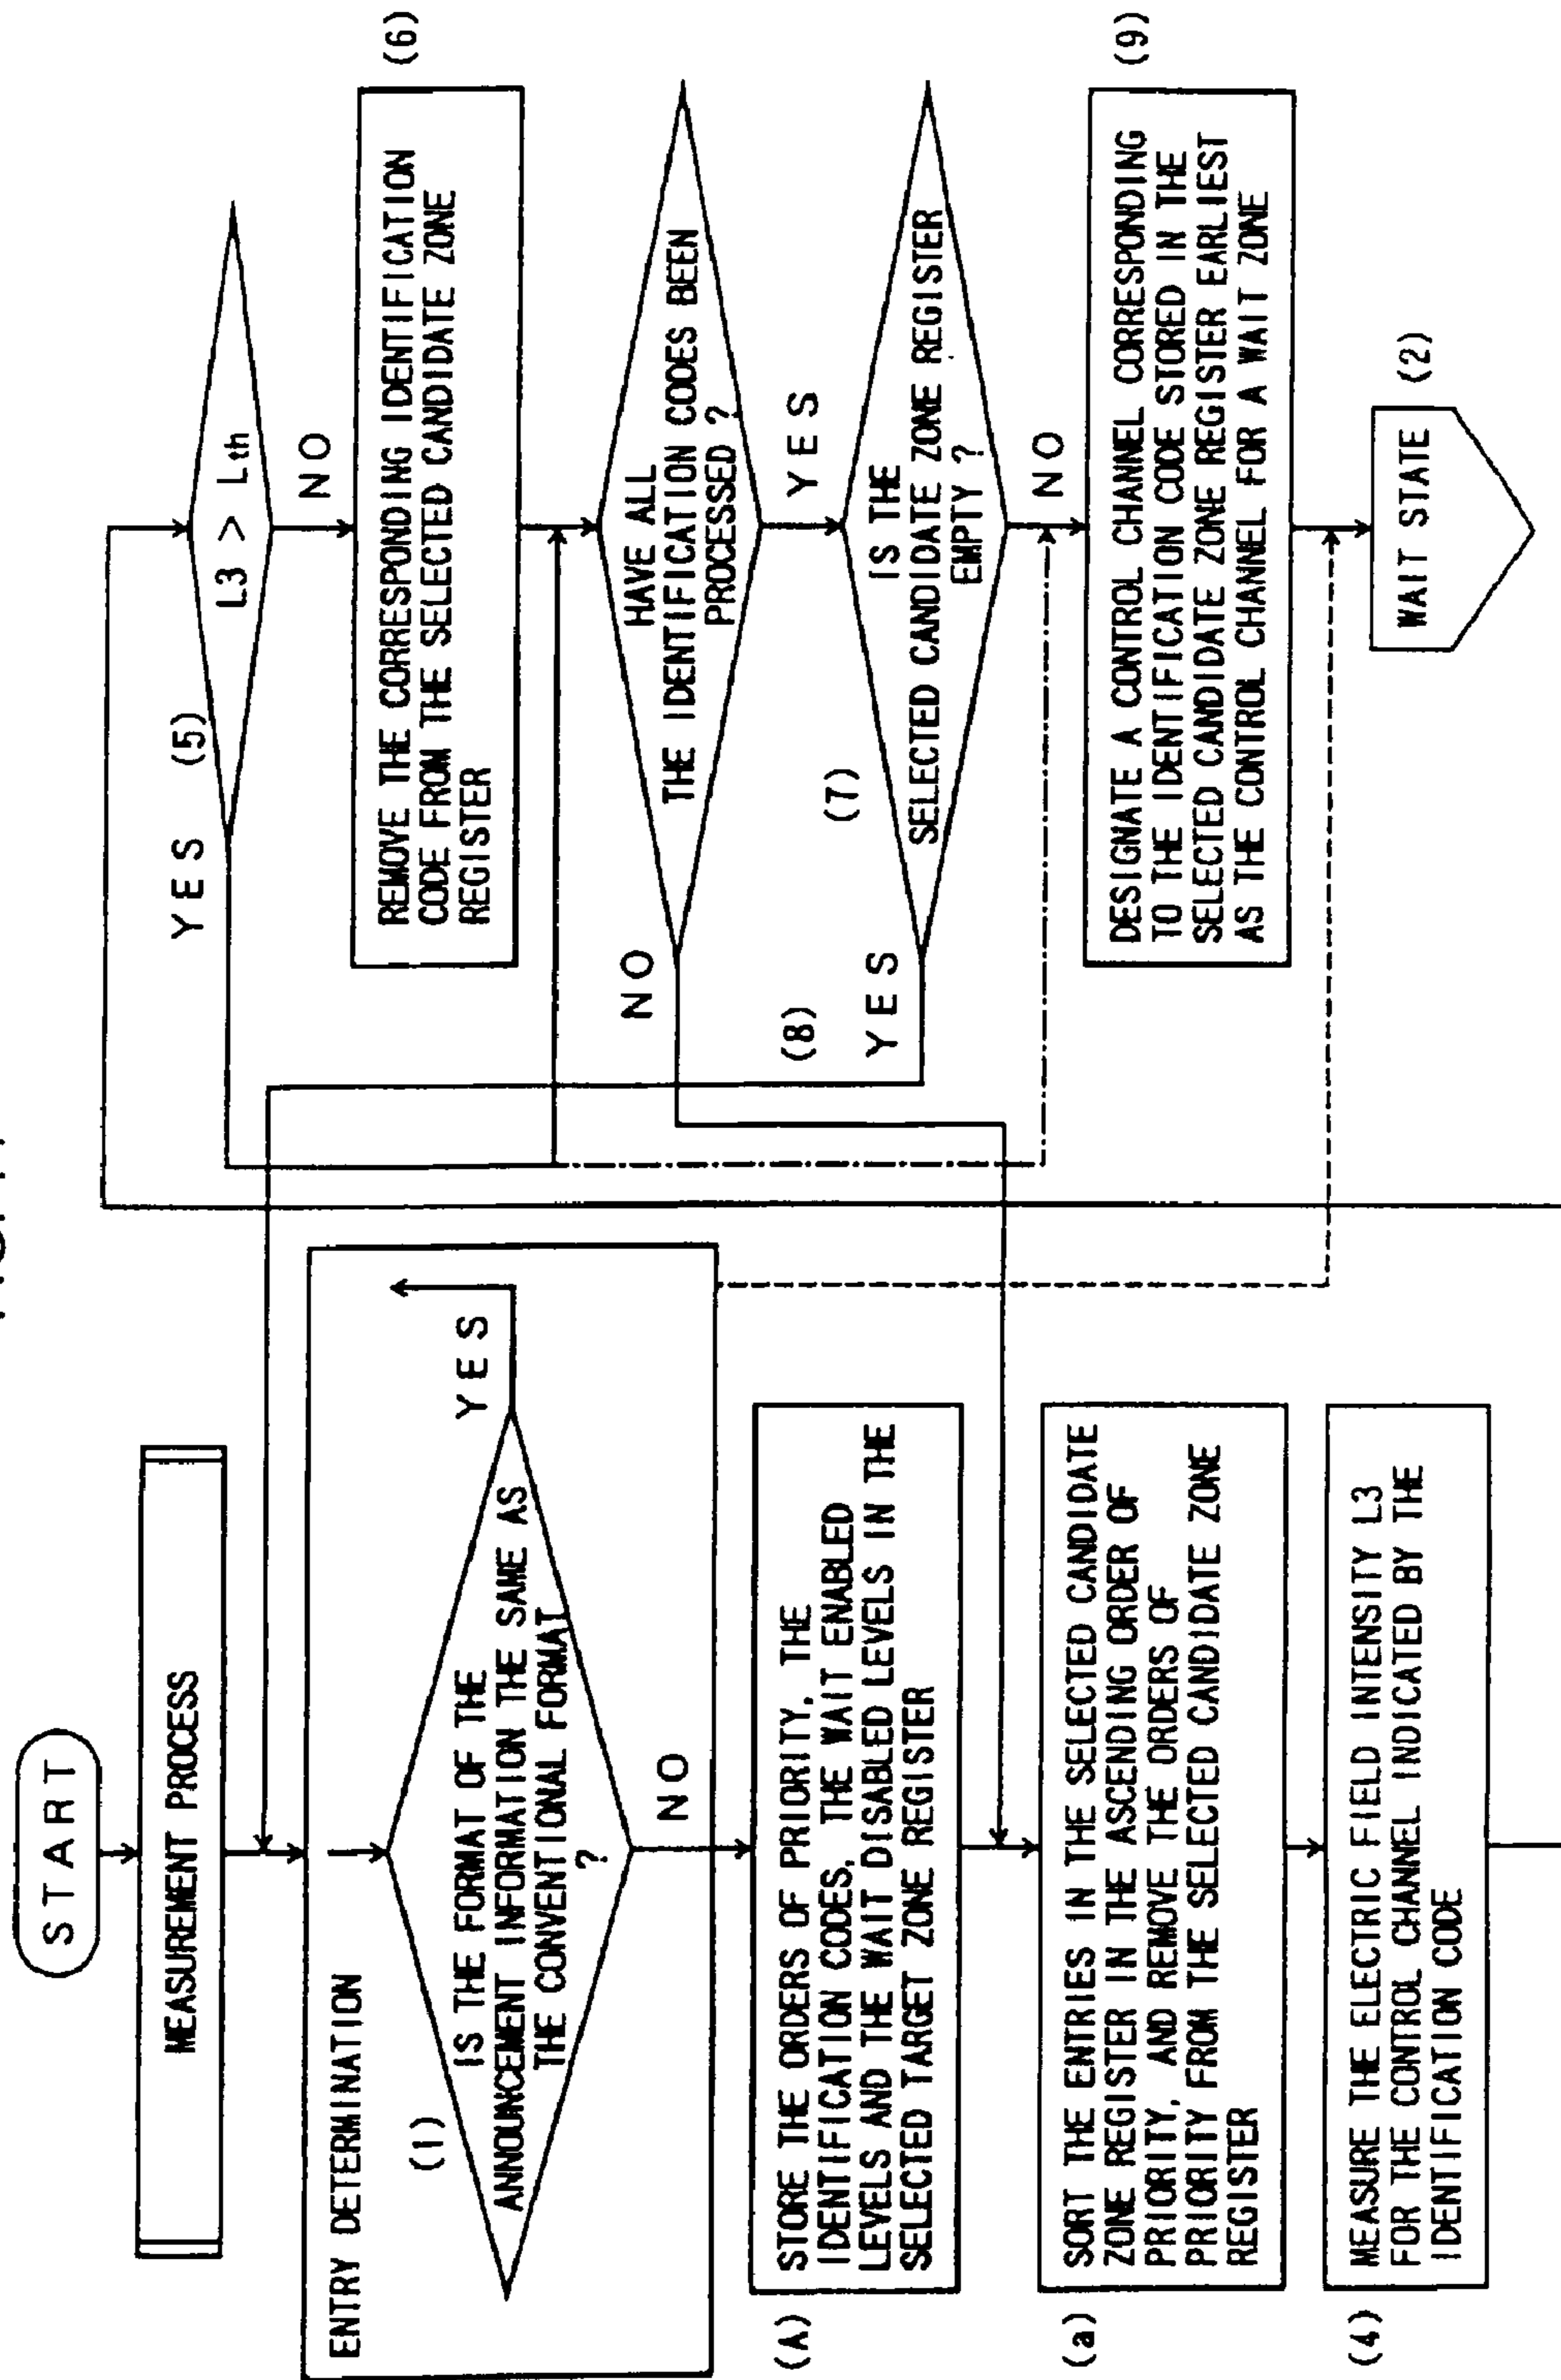 START
MEASUREMENT PROCESS
ENTRY DETERMINATION
(1)
IS THE FORMAT OF THE
ANNOUNCEMENT INFORMATION THE SAME AS
THE CONVENTIONAL FORMAT
?
YES
NO
(A)
STORE THE ORDERS OF PRIORITY, THE
IDENTIFICATION CODES, THE WAIT ENABLED
LEVELS AND THE WAIT DISABLED LEVELS IN THE
SELECTED TARGET ZONE REGISTER
(a)
SORT THE ENTRIES IN THE SELECTED CANDIDATE
ZONE REGISTER IN THE ASCENDING ORDER OF
PRIORITY, AND REMOVE THE ORDERS OF
PRIORITY FROM THE SELECTED CANDIDATE ZONE
REGISTER
(4)
MEASURE THE ELECTRIC FIELD INTENSITY L3
FOR THE CONTROL CHANNEL INDICATED BY THE
IDENTIFICATION CODE
YES (5)
L3 > Lth
NO
(6)
REMOVE THE CORRESPONDING IDENTIFICATION
CODE FROM THE SELECTED CANDIDATE ZONE
REGISTER
HAVE ALL
THE IDENTIFICATION CODES BEEN
PROCESSED ?
NO
YES
(7)
(8)
IS THE
SELECTED CANDIDATE ZONE REGISTER
EMPTY ?
YES
NO
(9)
DESIGNATE A CONTROL CHANNEL CORRESPONDING
TO THE IDENTIFICATION CODE STORED IN THE
SELECTED CANDIDATE ZONE REGISTER EARLIEST
AS THE CONTROL CHANNEL FOR A WAIT ZONE
WAIT STATE (2)